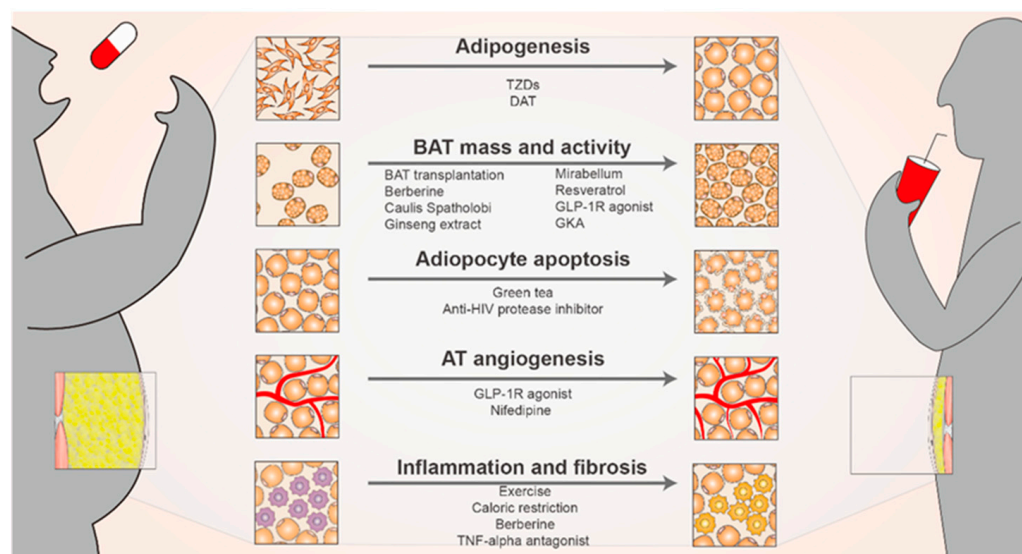 Adipogenesis
TZDs
DAT
BAT mass and activity
BAT transplantation
Berberine
Caulis Spatholobi
Ginseng extract
Mirabellum
Resveratrol
GLP-1R agonist
GKA
Adiopocyte apoptosis
Green tea
Anti-HIV protease inhibitor
AT angiogenesis
GLP-1R agonist
Nifedipine
Inflammation and fibrosis
Exercise
Caloric restriction
Berberine
TNF-alpha antagonist